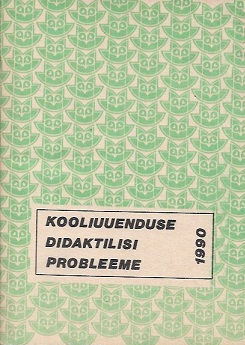 KOOLIUUENDUSE
DIDAKTILISI
PROBLEEME
1990